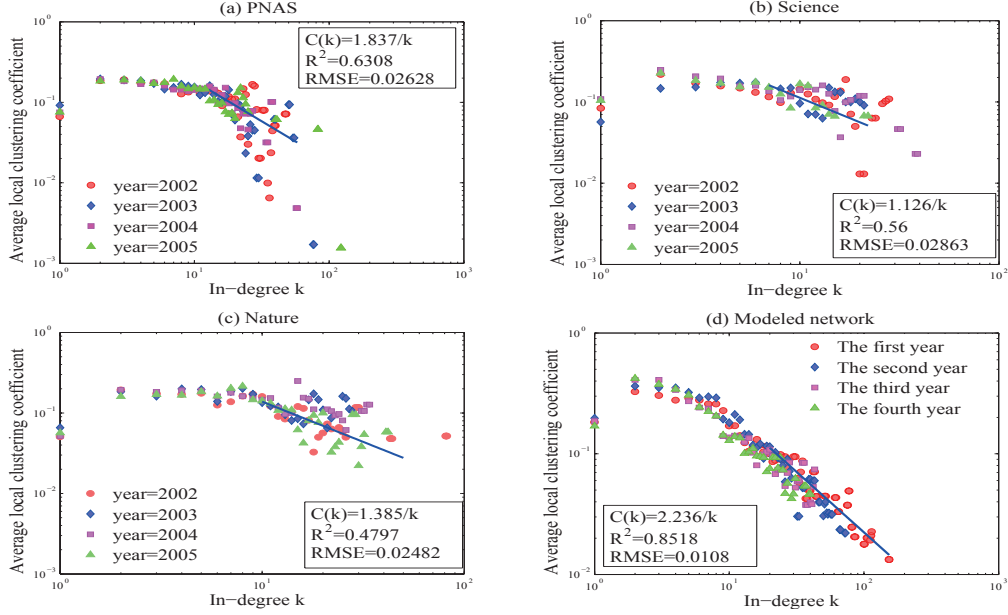 (a) PNAS
Average local clustering coefficient
10⁰
10⁻¹
10⁻²
10⁻³
C(k)=1.837/k
R²=0.6308
RMSE=0.02628
year=2002
year=2003
year=2004
year=2005
10⁰ 10¹ 10² 10³
In−degree k
(b) Science
Average local clustering coefficient
10⁰
10⁻¹
10⁻²
10⁻³
year=2002
year=2003
year=2004
year=2005
C(k)=1.126/k
R²=0.56
RMSE=0.02863
10⁰ 10¹ 10²
In−degree k
(c) Nature
Average local clustering coefficient
10⁰
10⁻¹
10⁻²
10⁻³
year=2002
year=2003
year=2004
year=2005
C(k)=1.385/k
R²=0.4797
RMSE=0.02482
10⁰ 10¹ 10²
In−degree k
(d) Modeled network
Average local clustering coefficient
10⁰
10⁻¹
10⁻²
10⁻³
The first year
The second year
The third year
The fourth year
C(k)=2.236/k
R²=0.8518
RMSE=0.0108
10⁰ 10¹ 10² 10³
In−degree k